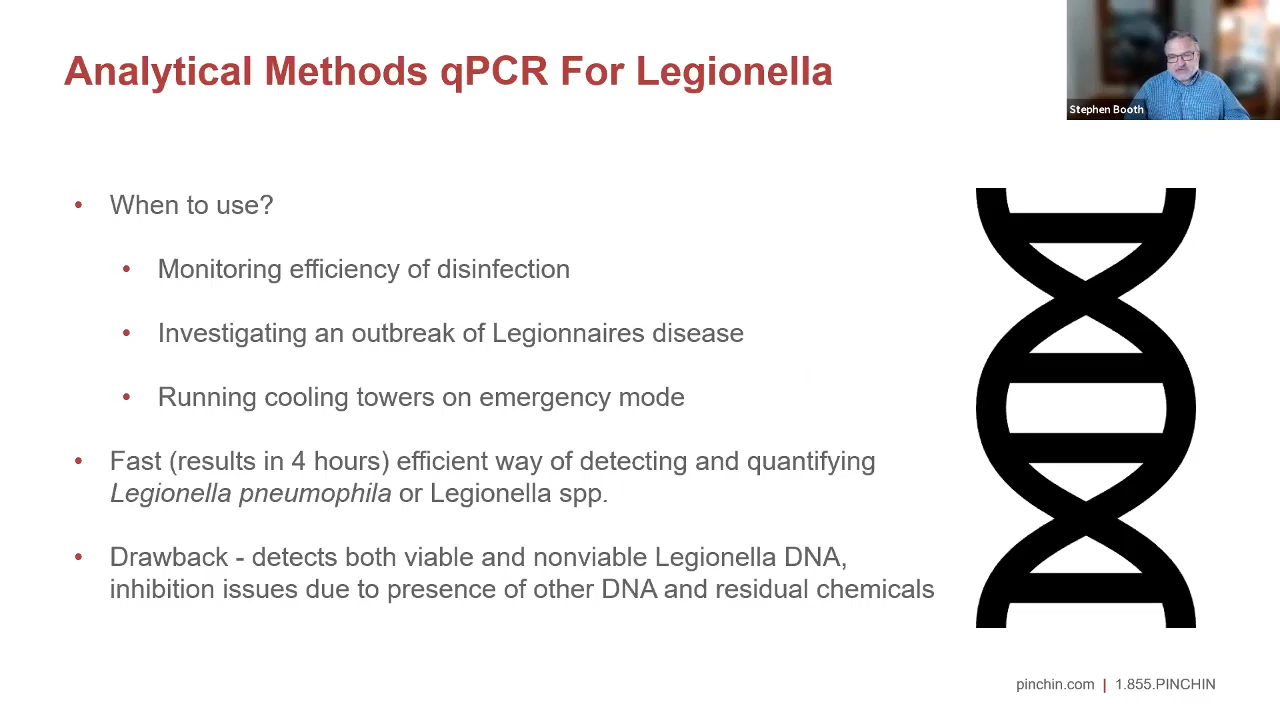 Analytical Methods qPCR For Legionella
Stephen Booth
• When to use?
• Monitoring efficiency of disinfection
• Investigating an outbreak of Legionnaires disease
• Running cooling towers on emergency mode
• Fast (results in 4 hours) efficient way of detecting and quantifying
Legionella pneumophila or Legionella spp.
• Drawback - detects both viable and nonviable Legionella DNA,
inhibition issues due to presence of other DNA and residual chemicals
pinchin.com | 1.855.PINCHIN